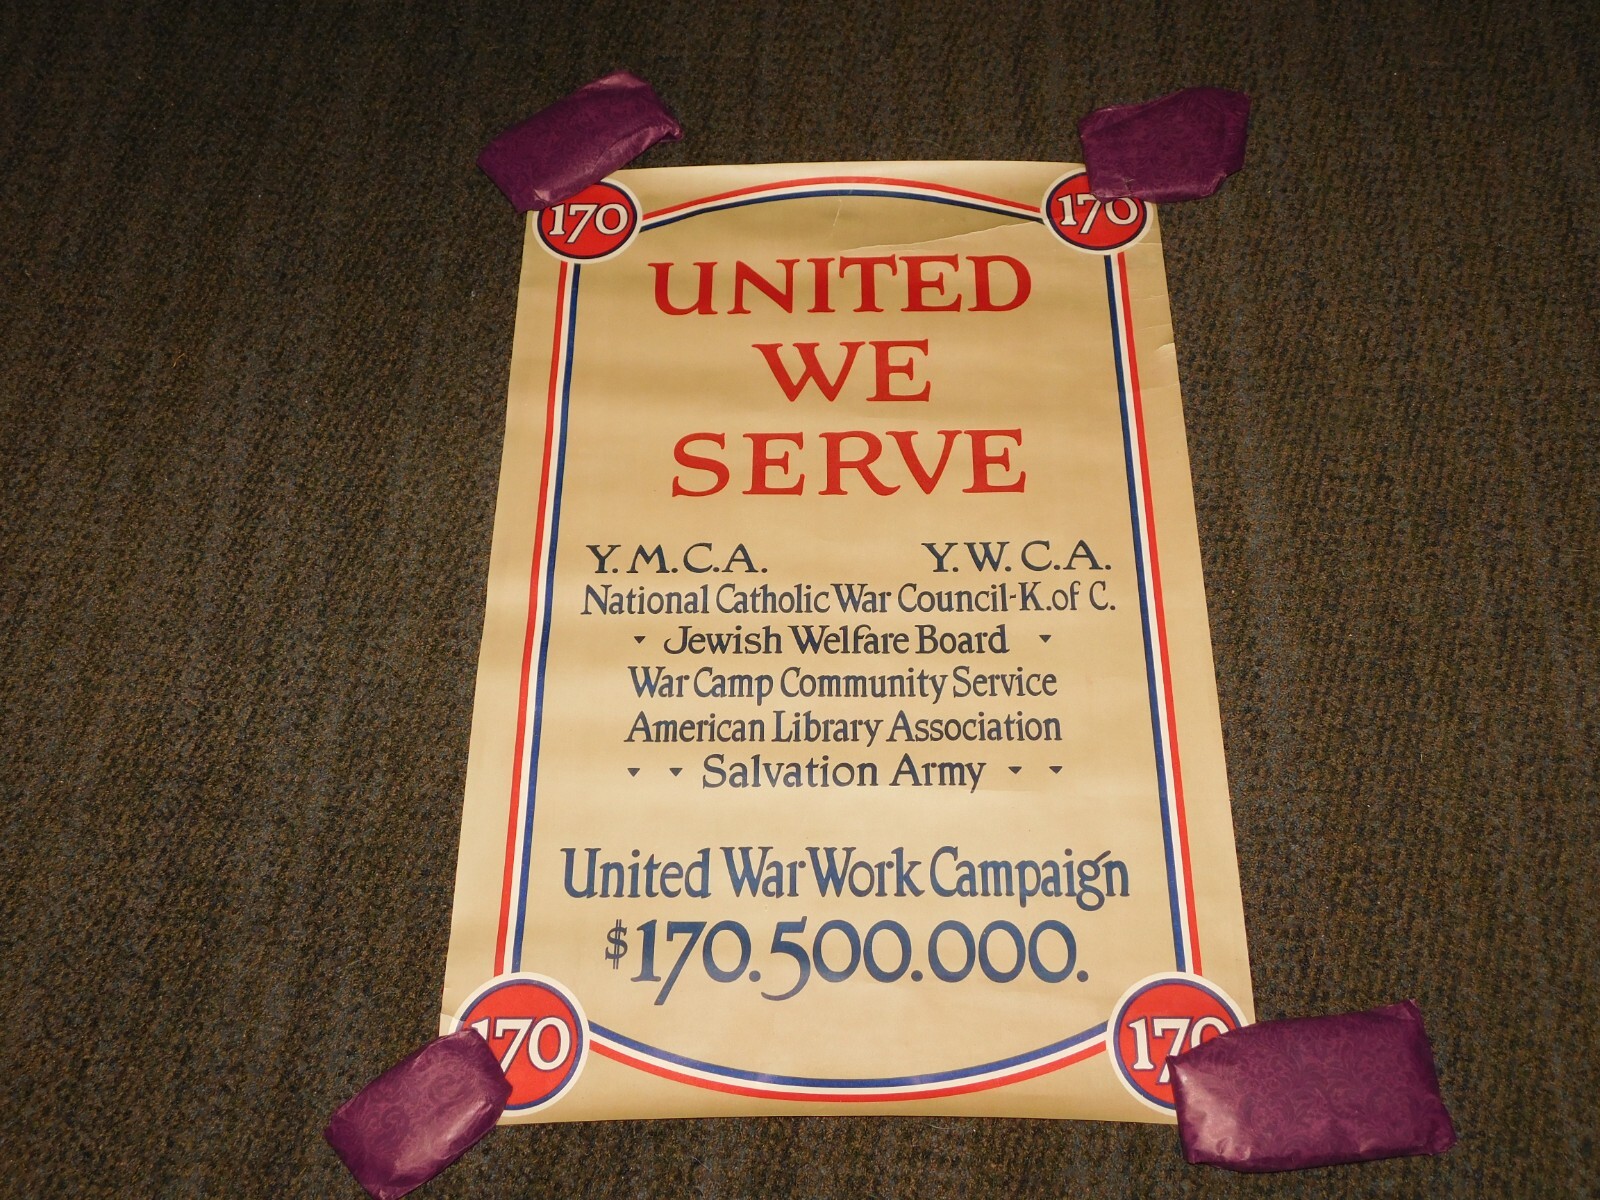 170 170
UNITED
WE
SERVE
Y.M.C.A. Y.W.C.A.
National Catholic War Council-K.of C.
Jewish Welfare Board
War Camp Community Service
American Library Association
Salvation Army
United War Work Campaign
$170.500.000.
170 170